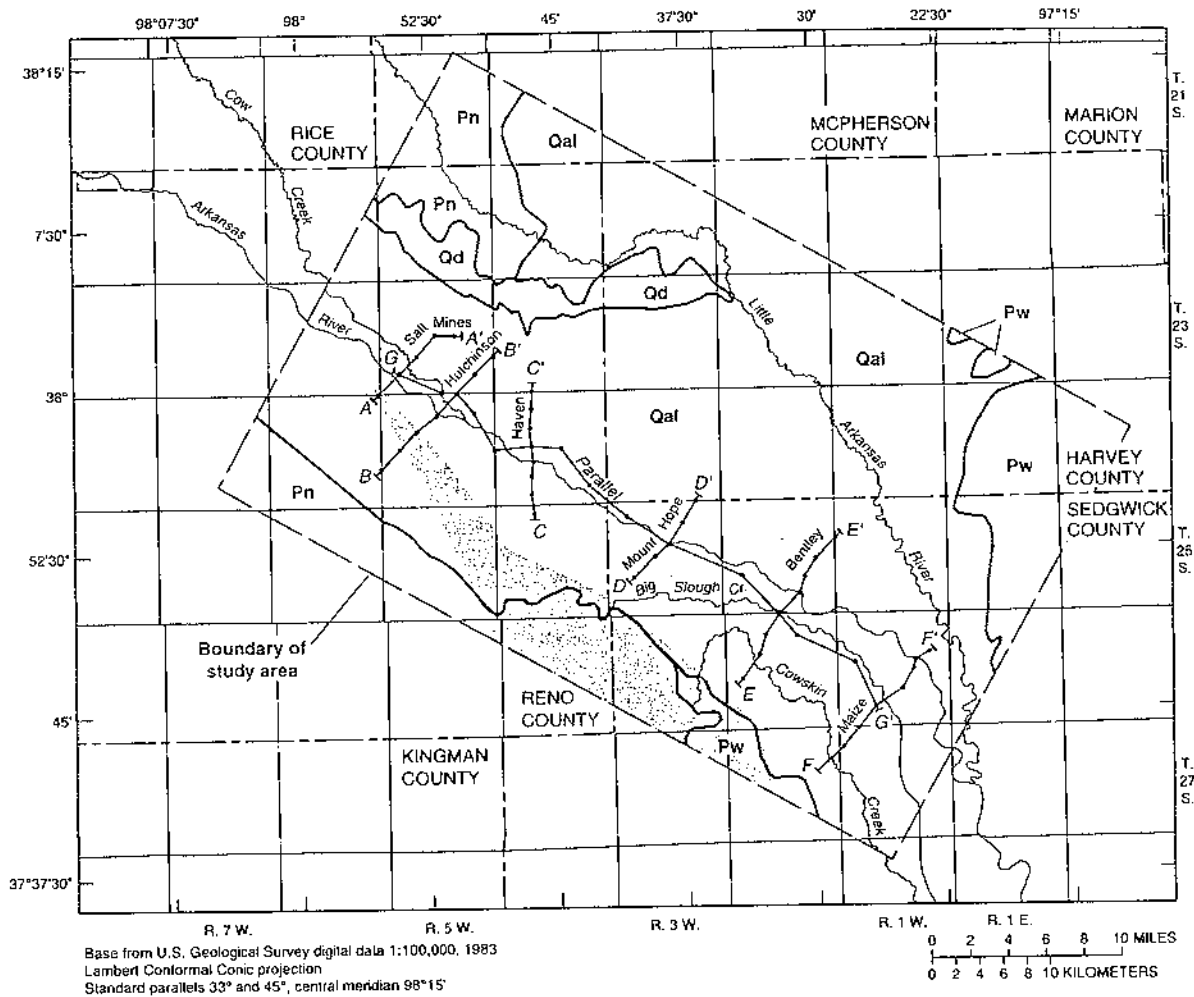 98°07'30"
98°
52'30"
45'
37'30"
30'
22'30"
97°15'
38°15'
T.
21
S.
Cow
Creek
RICE
COUNTY
Pn
Qal
MCPHERSON
COUNTY
MARION
COUNTY
Arkansas
River
Pn
7'30"
Qd
Qd
Little
Arkansas
River
T.
23
S.
Pw
Salt Mines
A'
G
Hutchinson
B'
C'
Qal
38°
A
Haven
Qal
B
Parallel
D'
Pn
Pw
HARVEY
COUNTY
SEDGWICK
COUNTY
C
Mount Hope
Bentley
E'
T.
25
S.
52'30"
D
Big Slough Cr.
Boundary of
study area
F'
E
Cowskin
Creek
RENO
COUNTY
Maize
G'
45'
Pw
KINGMAN
COUNTY
F
T.
27
S.
37°37'30"
R. 7 W.
R. 5 W.
R. 3 W.
R. 1 W.
R. 1 E.
Base from U.S. Geological Survey digital data 1:100,000, 1983
Lambert Conformal Conic projection
Standard parallels 33° and 45°, central meridian 98°15'
0 2 4 6 8 10 MILES
0 2 4 6 8 10 KILOMETERS